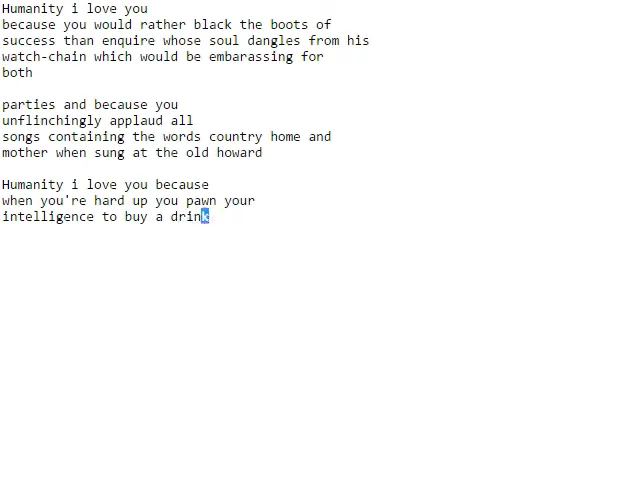 Humanity i love you
because you would rather black the boots of
success than enquire whose soul dangles from his
watch-chain which would be embarassing for
both

parties and because you
unflinchingly applaud all
songs containing the words country home and
mother when sung at the old howard

Humanity i love you because
when you're hard up you pawn your
intelligence to buy a drink